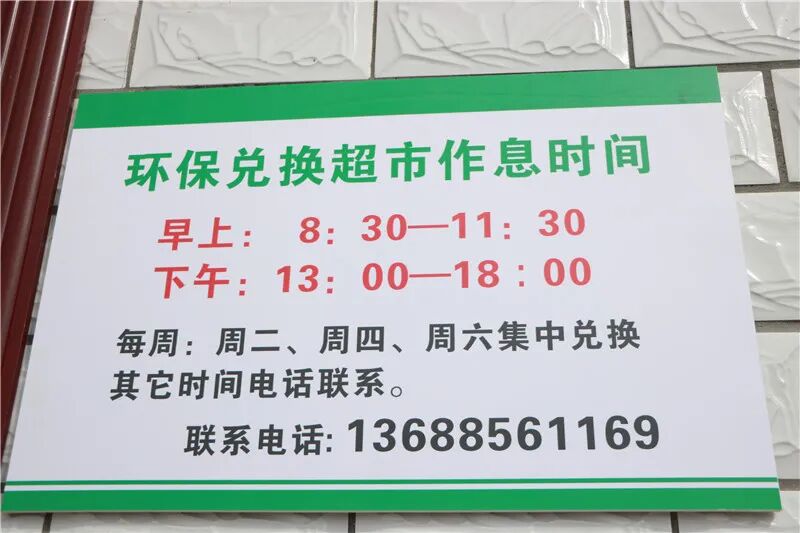 环保兑换超市作息时间
早上：8：30—11：30
下午：13：00—18：00
每周：周二、周四、周六集中兑换
其它时间电话联系。
联系电话:13688561169